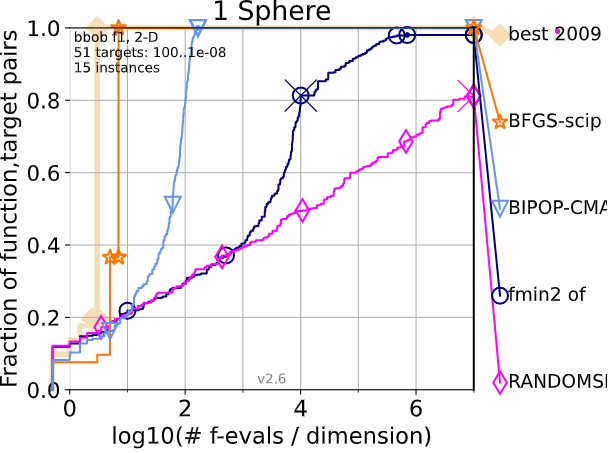 1 Sphere
bbob f1, 2-D
51 targets: 100..1e-08
15 instances
Fraction of function,target pairs
1.0
0.8
0.6
0.4
0.2
0.0
0
2
4
6
log10(# f-evals / dimension)
v2.6
best 2009
BFGS-scip
BIPOP-CMA
fmin2 of
RANDOMS